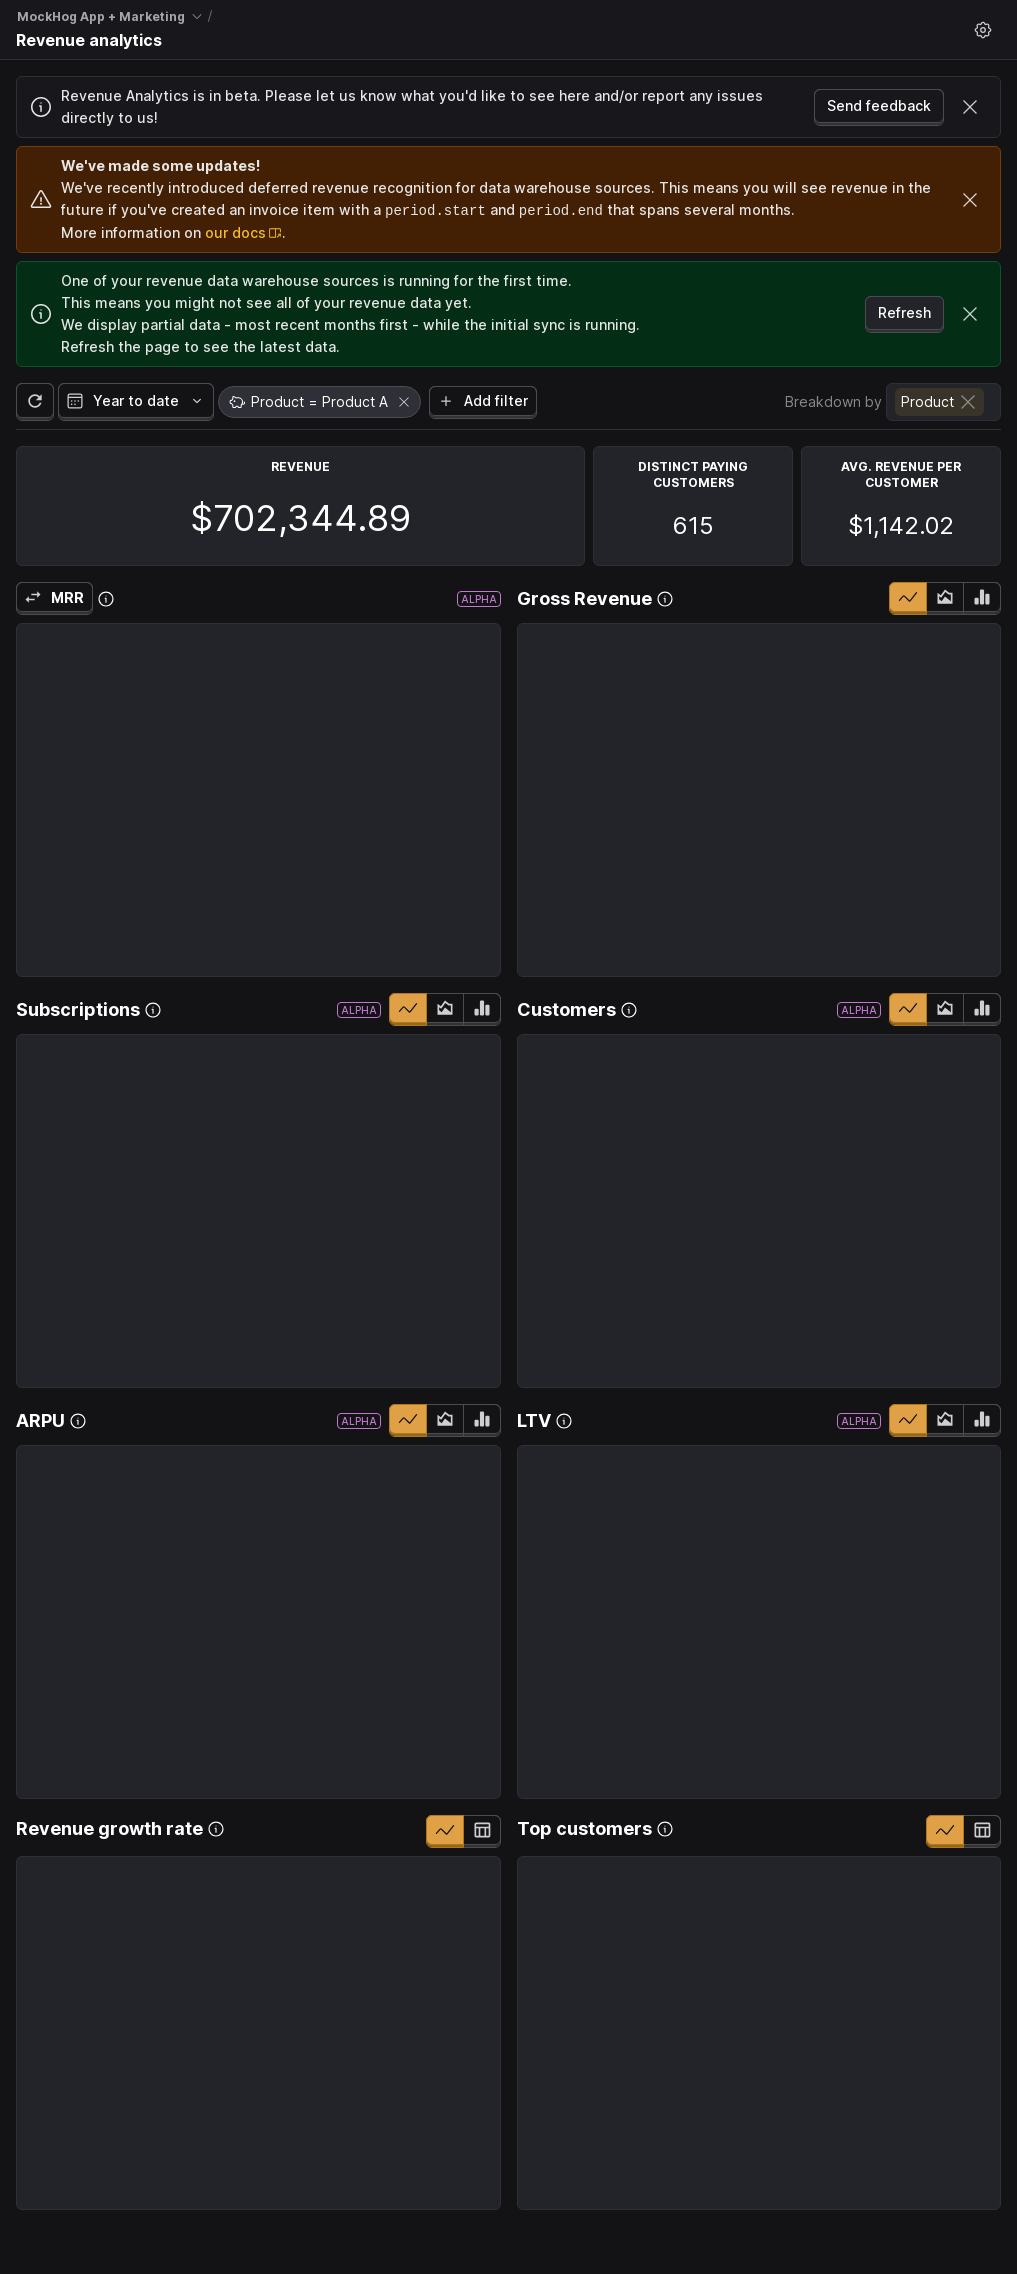 MockHog App + Marketing /
Revenue analytics
Revenue Analytics is in beta. Please let us know what you'd like to see here and/or report any issues
directly to us!
Send feedback
We've made some updates!
We've recently introduced deferred revenue recognition for data warehouse sources. This means you will see revenue in the
future if you've created an invoice item with a period.start and period.end that spans several months.
More information on our docs.
One of your revenue data warehouse sources is running for the first time.
This means you might not see all of your revenue data yet.
We display partial data - most recent months first - while the initial sync is running.
Refresh the page to see the latest data.
Refresh
Year to date
Product = Product A
Add filter
Breakdown by
Product
REVENUE
$702,344.89
DISTINCT PAYING
CUSTOMERS
615
AVG. REVENUE PER
CUSTOMER
$1,142.02
MRR
ALPHA
Gross Revenue
Subscriptions
ALPHA
Customers
ALPHA
ARPU
ALPHA
LTV
ALPHA
Revenue growth rate
Top customers